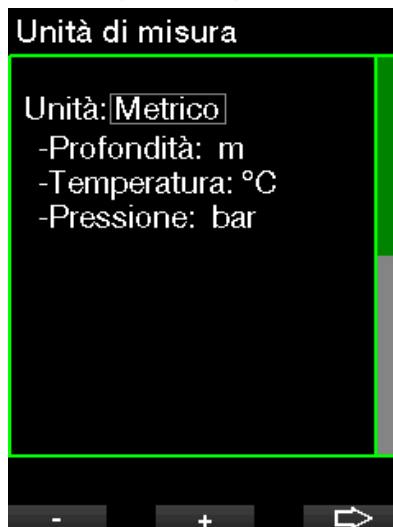 Unità di misura
Unità: Metrico
-Profondità: m
-Temperatura: °C
-Pressione: bar
- +